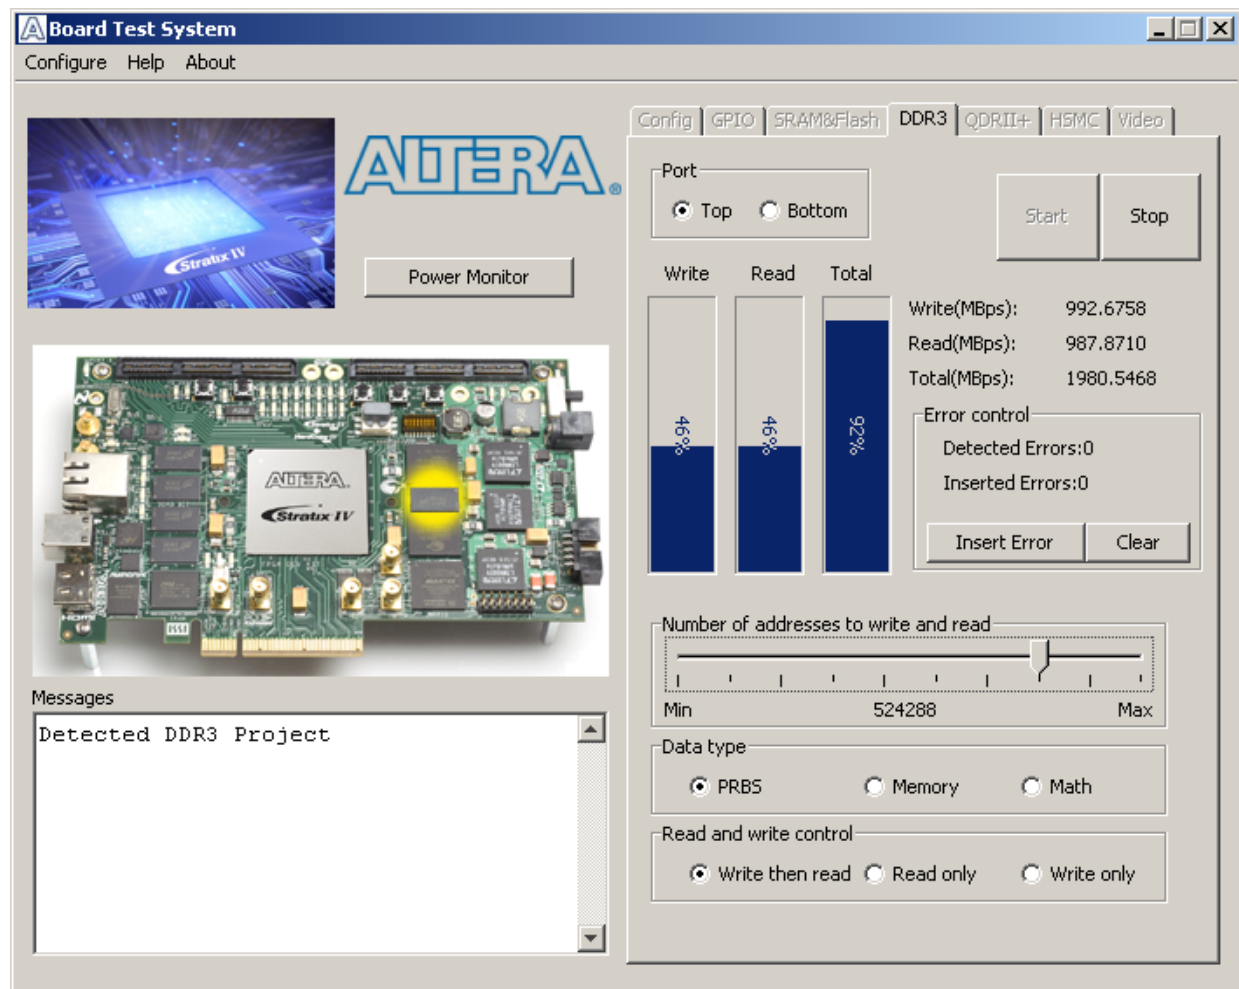 Board Test System
Configure Help About
Config GPIO SRAM&Flash DDR3 QDRII+ HSMC Video
ALTERA®
Stratix IV
Power Monitor
Port
Top Bottom
Start Stop
Write Read Total
46% 46% 92%
Write(MBps): 992.6758
Read(MBps): 987.8710
Total(MBps): 1980.5468
Error control
Detected Errors:0
Inserted Errors:0
Insert Error Clear
ALTERA.
Stratix IV
HDMI
Number of addresses to write and read
Min 524288 Max
Data type
PRBS Memory Math
Read and write control
Write then read Read only Write only
Messages
Detected DDR3 Project